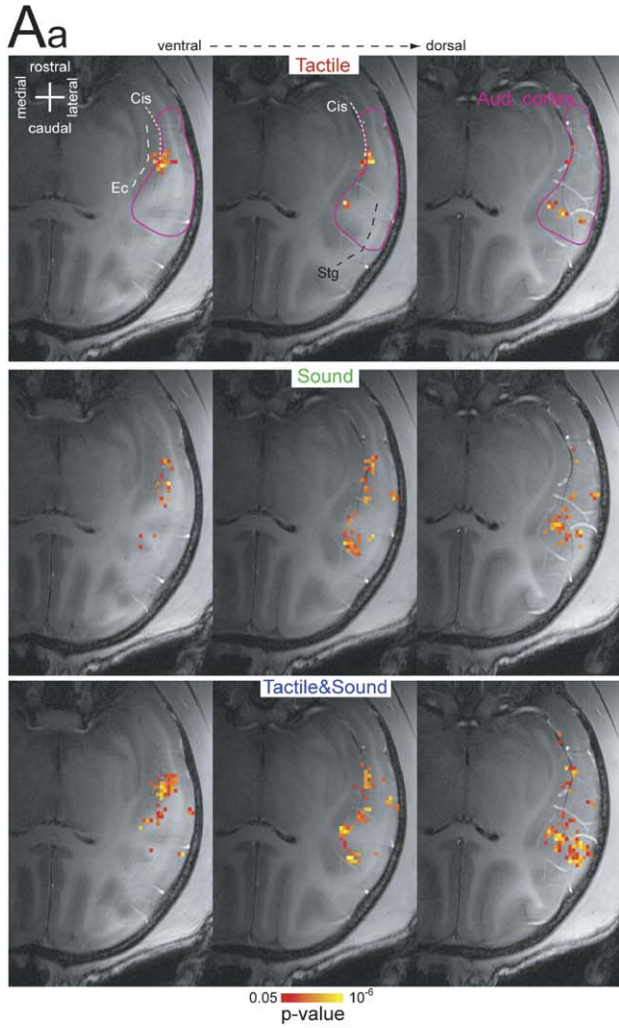 Aa
ventral dorsal
Tactile
rostral
medial lateral
caudal
Cis
Ec
Cis
Stg
Aud. cortex
Sound
Tactile&Sound
0.05 10⁻⁶
p-value